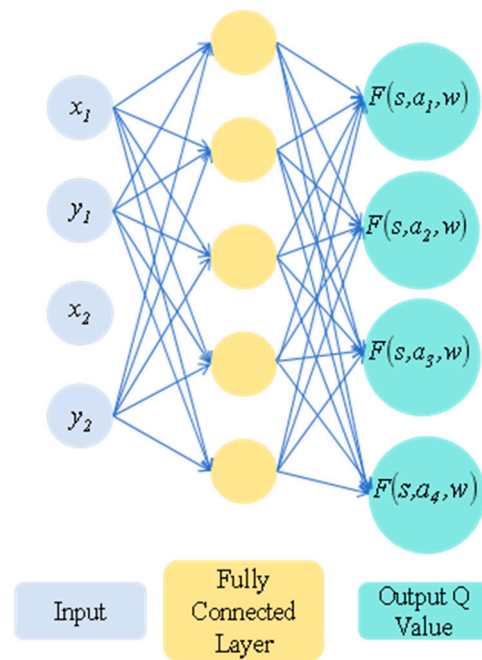 x₁
y₁
x₂
y₂
F(s,a₁,w)
F(s,a₂,w)
F(s,a₃,w)
F(s,a₄,w)
Input
Fully
Connected
Layer
Output Q
Value